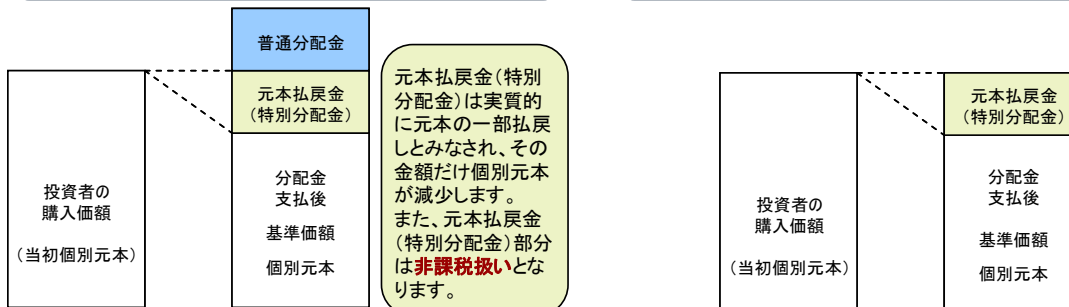 普通分配金
元本払戻金
(特別分配金)
投資者の
購入価額
(当初個別元本)
分配金
支払後
基準価額
個別元本
元本払戻金(特別
分配金)は実質的
に元本の一部払戻
しとみなされ、その
金額だけ個別元本
が減少します。
また、元本払戻金
(特別分配金)部分
は非課税扱いとな
ります。
投資者の
購入価額
(当初個別元本)
元本払戻金
(特別分配金)
分配金
支払後
基準価額
個別元本